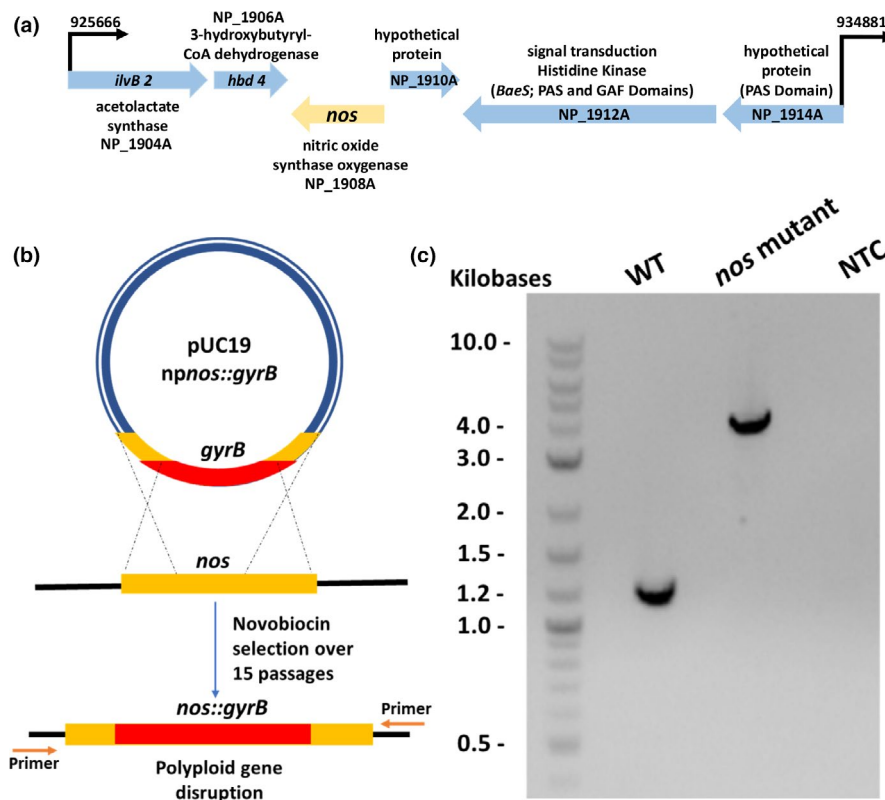 (a)
925666
NP_1906A
3-hydroxybutyryl-
CoA dehydrogenase
hypothetical
protein
signal transduction
Histidine Kinase
(BaeS; PAS and GAF Domains)
hypothetical
protein
(PAS Domain)
934881
ilvB 2
hbd 4
NP_1910A
acetolactate
synthase
NP_1904A
nos
nitric oxide
synthase oxygenase
NP_1908A
NP_1912A
NP_1914A
(b)
pUC19
npnos::gyrB
gyrB
nos
Novobiocin
selection over
15 passages
nos::gyrB
Primer
Primer
Polyploid gene
disruption
(c)
Kilobases
WT
nos mutant
NTC
10.0 -
4.0 -
3.0 -
2.0 -
1.5 -
1.2 -
1.0 -
0.5 -